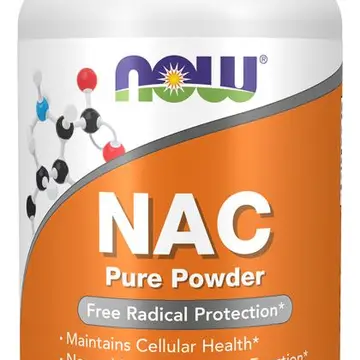 NOW
NAC
Pure Powder
Free Radical Protection*
• Maintains Cellular Health*